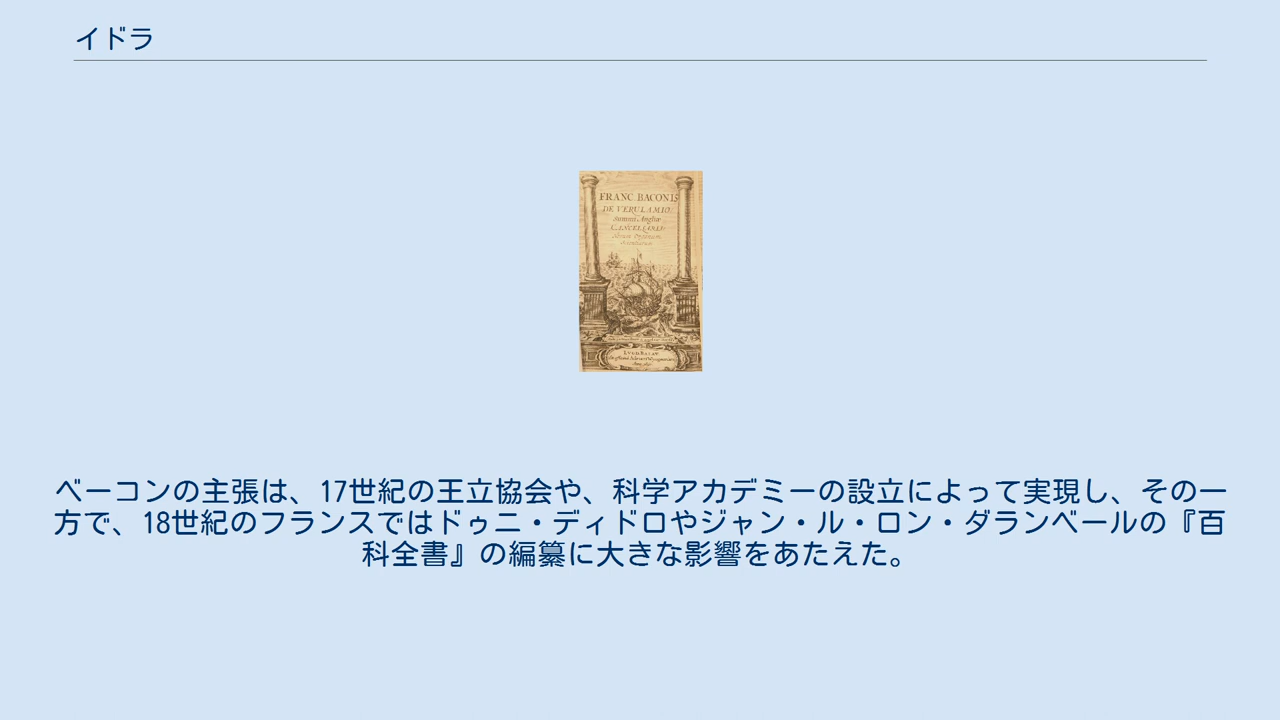 イドラ
FRANC BACONIS
DE VERULAMIO
Summi Angliæ
CANCELLARIJ
ベーコンの主張は、17世紀の王立協会や、科学アカデミーの設立によって実現し、その一
方で、18世紀のフランスではドゥニ・ディドロやジャン・ル・ロン・ダランベールの『百
科全書』の編纂に大きな影響をあたえた。